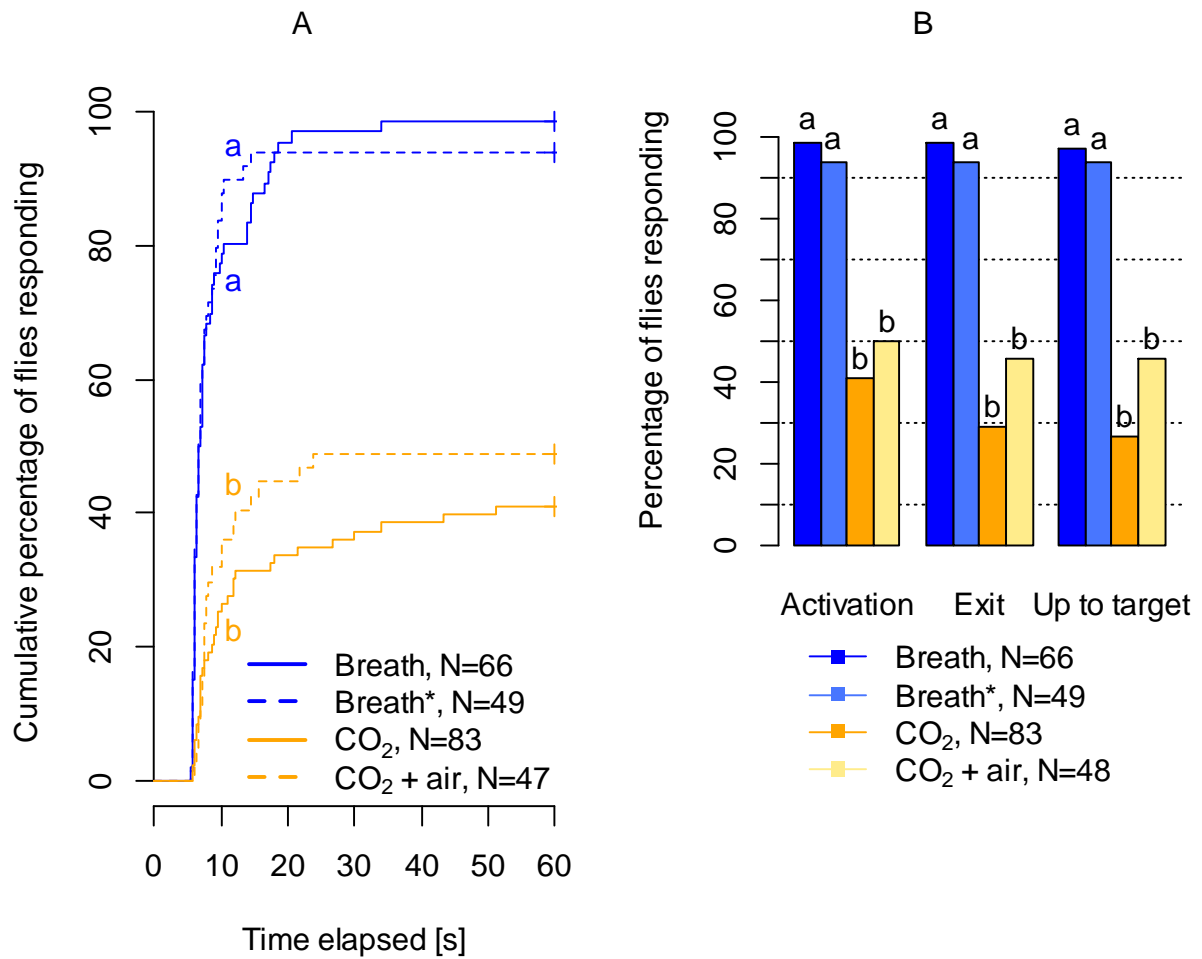 A
Cumulative percentage of flies responding
100
80
60
40
20
0
a
a
b
b
Breath, N=66
Breath*, N=49
CO₂, N=83
CO₂ + air, N=47
0 10 20 30 40 50 60
Time elapsed [s]
B
Percentage of flies responding
100
80
60
40
20
0
a a b b a a b b a a b b
Activation Exit Up to target
Breath, N=66
Breath*, N=49
CO₂, N=83
CO₂ + air, N=48